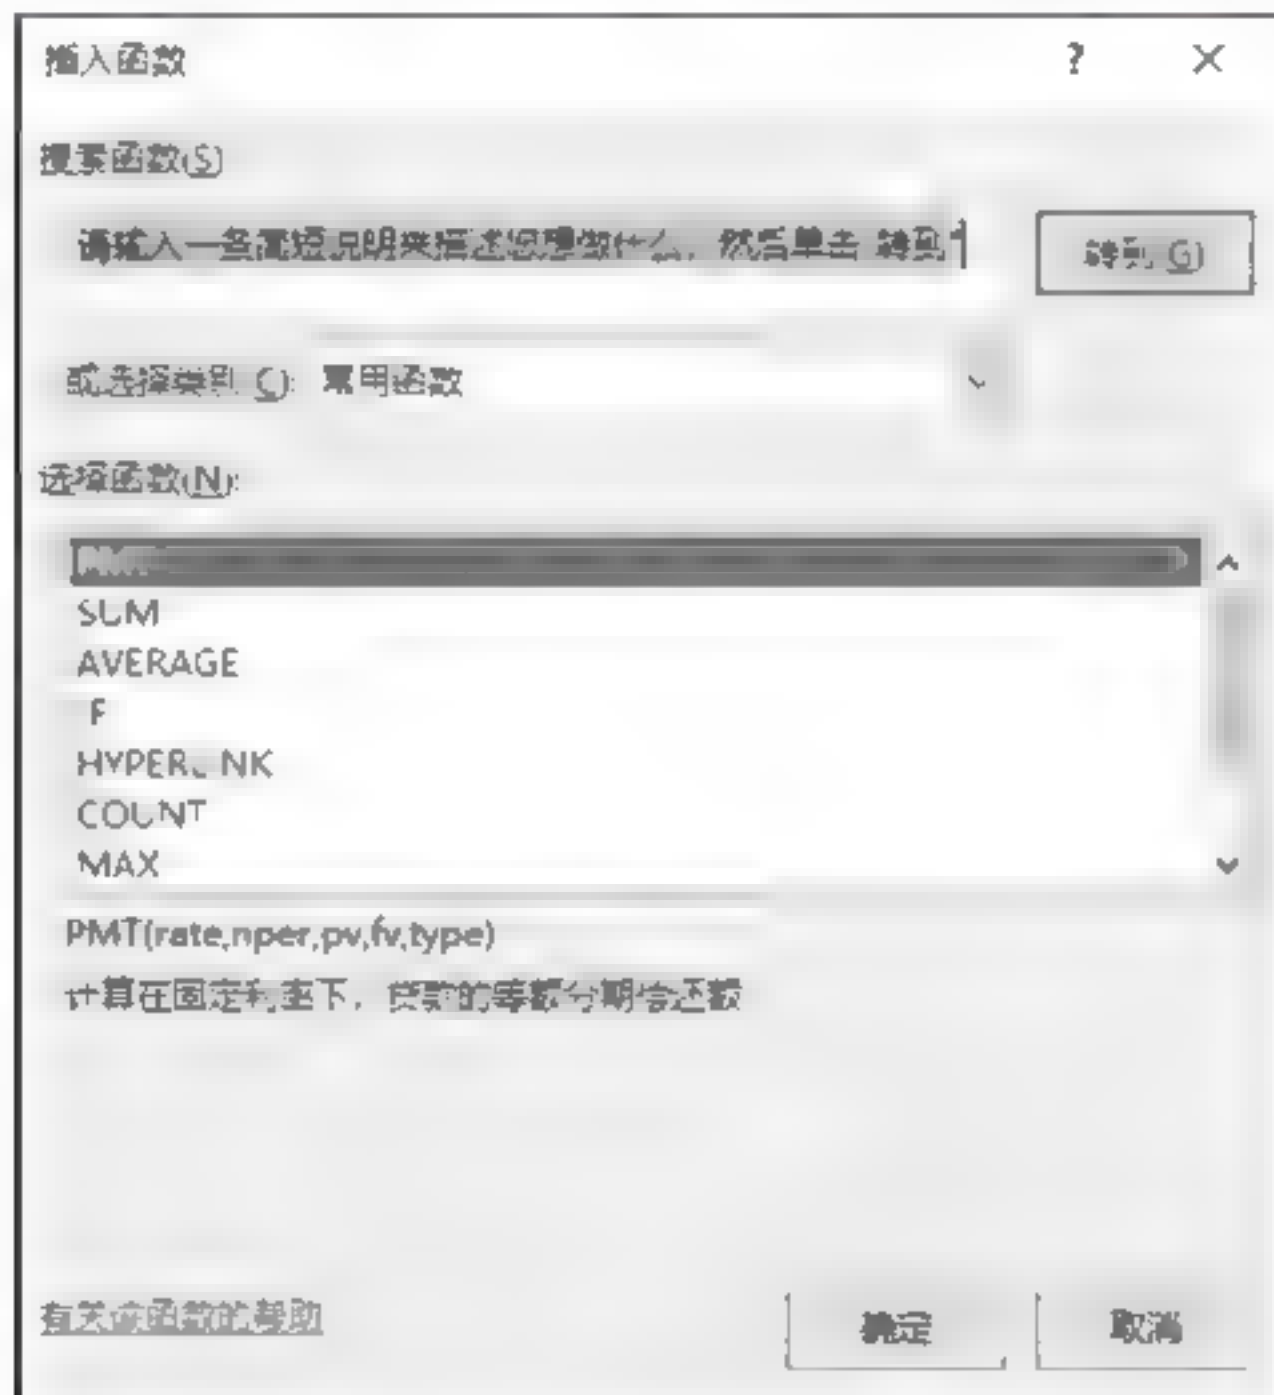 插入函数 ? ×
搜索函数(S)
请输入一条简短说明来描述您想做什么，然后单击"转到" 转到(G)
或选择类别(C): 常用函数
选择函数(N):
SUM
AVERAGE
IF
HYPERLINK
COUNT
MAX
PMT(rate,nper,pv,fv,type)
计算在固定利率下，贷款的等额分期偿还额
有关该函数的帮助
确定 取消